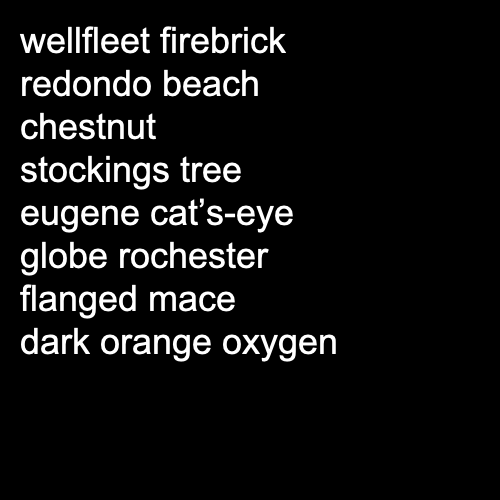 wellfleet firebrick
redondo beach
chestnut
stockings tree
eugene cat’s-eye
globe rochester
flanged mace
dark orange oxygen